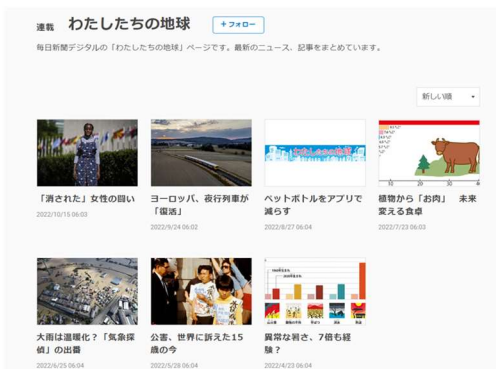 連載 わたしたちの地球 +フォロー
毎日新聞デジタルの「わたしたちの地球」ページです。最新のニュース、記事をまとめています。
新しい順
わたしたちの地球
10 20 30 40
「消された」女性の闘い
2022/10/15 06:03
ヨーロッパ、夜行列車が
「復活」
2022/9/24 06:02
ペットボトルをアプリで
減らす
2022/8/27 06:04
植物から「お肉」 未来
変える食卓
2022/7/23 06:03
大雨は温暖化?「気象探
偵」の出番
2022/6/25 06:04
公害、世界に訴えた15
歳の今
2022/5/28 06:04
異常な暑さ、7倍も経
験?
2022/4/23 06:04